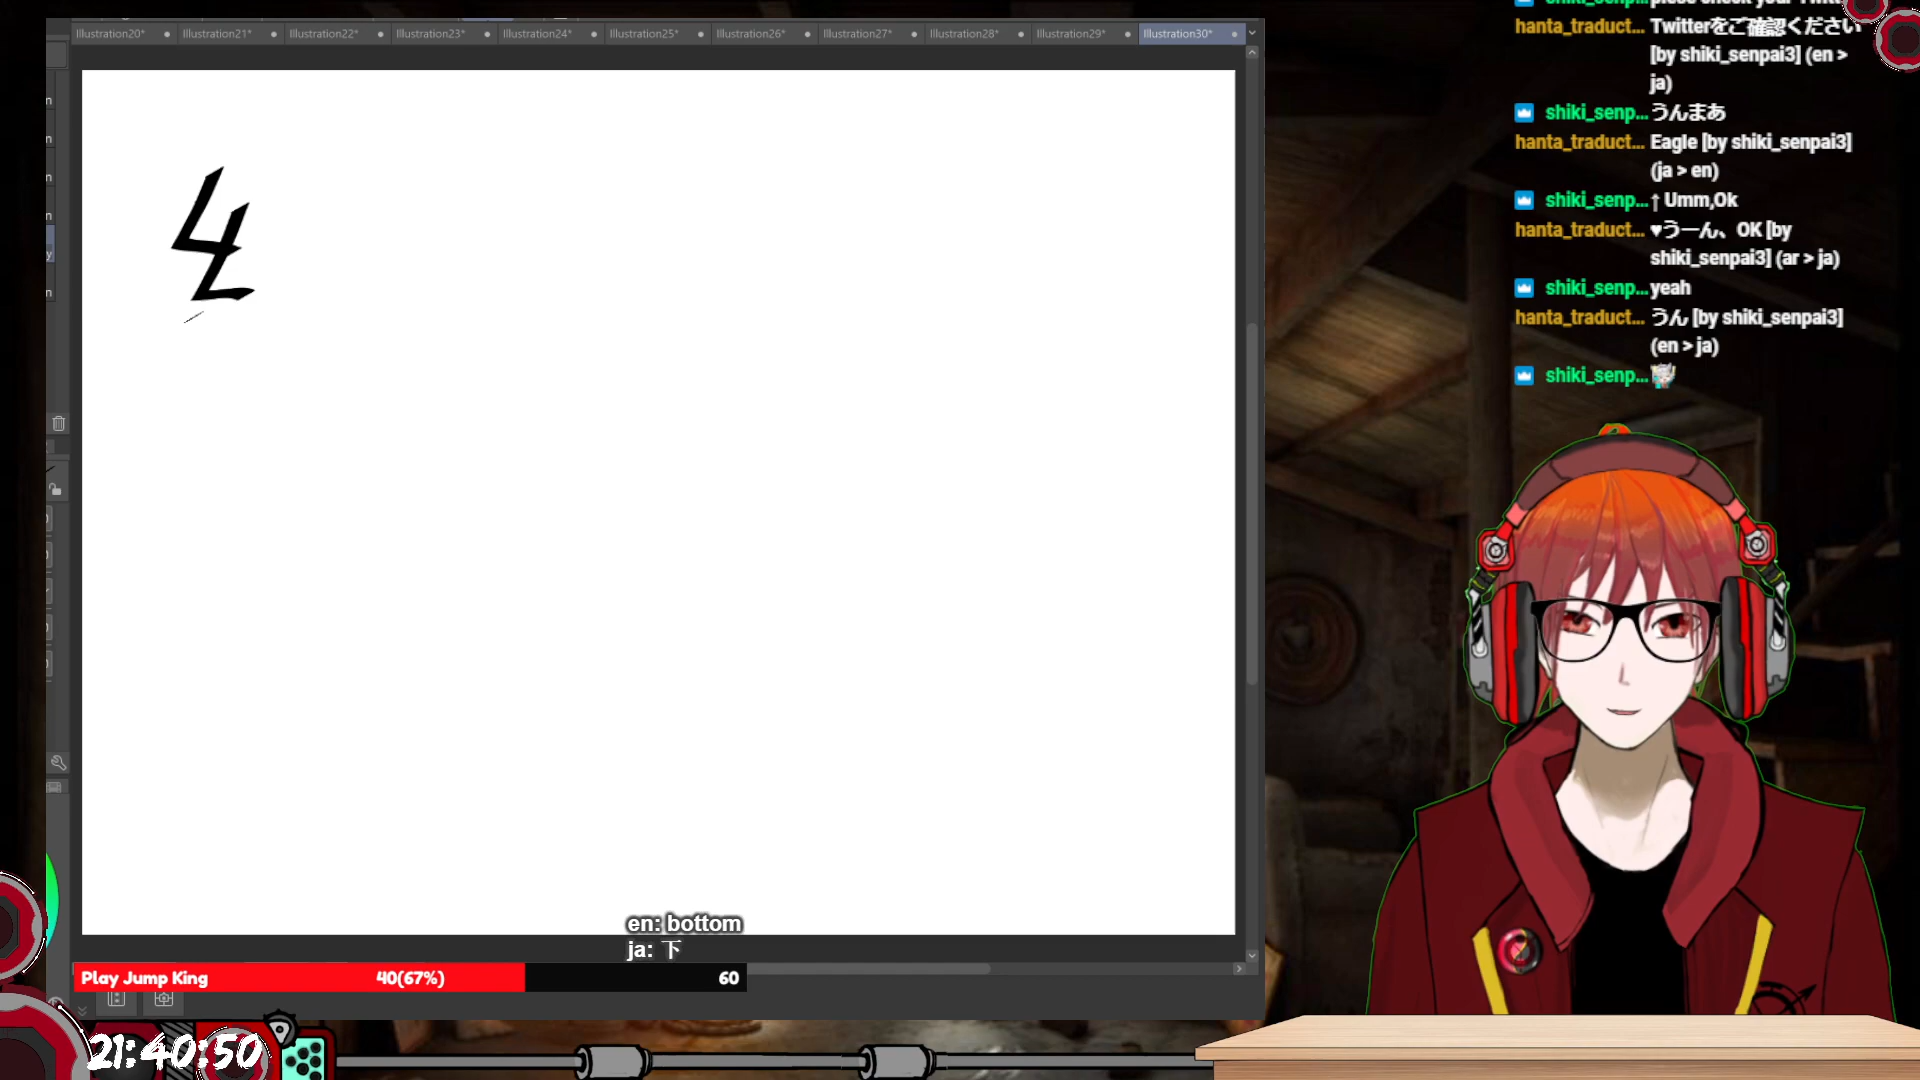 Illustration20*
Illustration21*
Illustration22*
Illustration23*
Illustration24*
Illustration25*
Illustration26*
Illustration27*
Illustration28*
Illustration29*
Illustration30*
hanta_traduct... Twitterをご確認ください
[by shiki_senpai3] (en >
ja)
shiki_senp... うんまあ
hanta_traduct... Eagle [by shiki_senpai3]
(ja > en)
shiki_senp... ↑ Umm,Ok
hanta_traduct... ♥うーん、OK [by
shiki_senpai3] (ar > ja)
shiki_senp... yeah
hanta_traduct... うん [by shiki_senpai3]
(en > ja)
shiki_senp...
en: bottom
ja: 下
Play Jump King 40(67%) 60
21:40:50